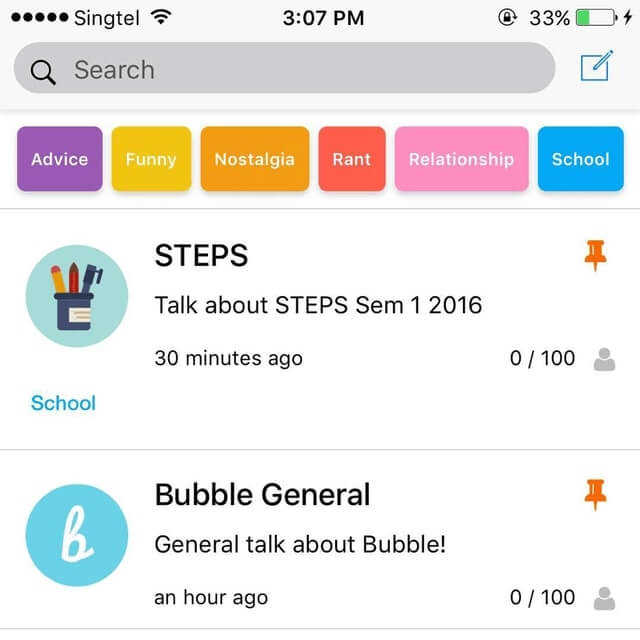 Singtel 3:07 PM 33%
Search
Advice Funny Nostalgia Rant Relationship School
STEPS
Talk about STEPS Sem 1 2016
30 minutes ago 0 / 100
School
b
Bubble General
General talk about Bubble!
an hour ago 0 / 100